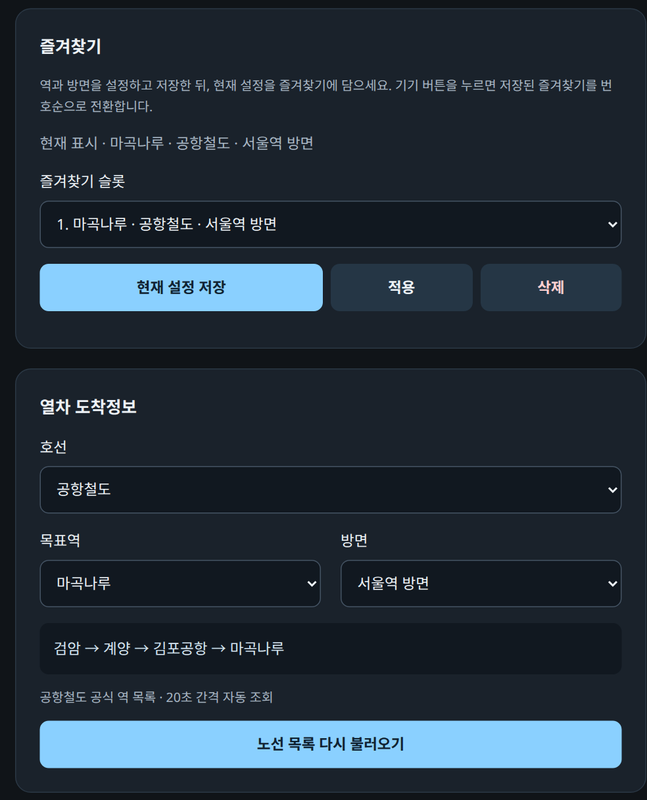 즐겨찾기
역과 방면을 설정하고 저장한 뒤, 현재 설정을 즐겨찾기에 담으세요. 기기 버튼을 누르면 저장된 즐겨찾기를 번
호순으로 전환합니다.
현재 표시 · 마곡나루 · 공항철도 · 서울역 방면
즐겨찾기 슬롯
1. 마곡나루 · 공항철도 · 서울역 방면
현재 설정 저장 적용 삭제
열차 도착정보
호선
공항철도
목표역 방면
마곡나루 서울역 방면
검암 → 계양 → 김포공항 → 마곡나루
공항철도 공식 역 목록 · 20초 간격 자동 조회
노선 목록 다시 불러오기